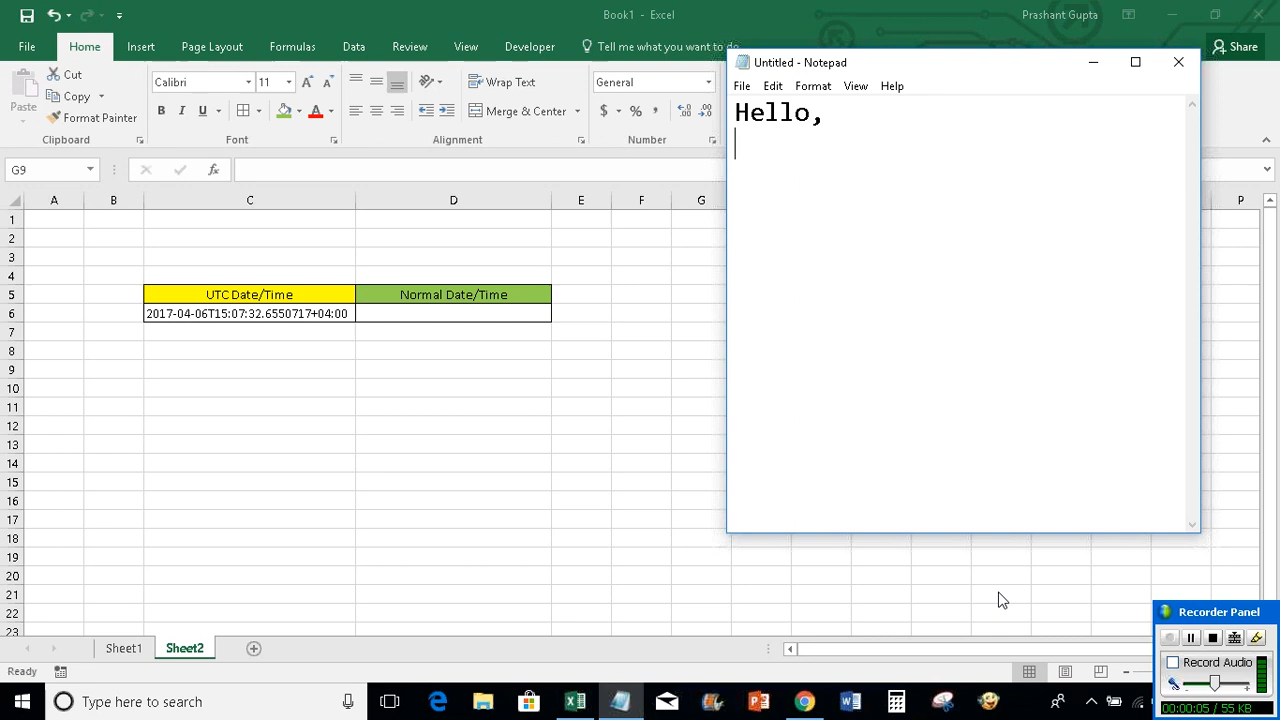 Book1 - Excel
Prashant Gupta
File Home Insert Page Layout Formulas Data Review View Developer Tell me what you want to do
Share
Untitled - Notepad
File Edit Format View Help
Hello,
Paste
Cut
Copy
Format Painter
Clipboard
Calibri 11
A A
B I U
A
Font
Wrap Text
Merge & Center
Alignment
General
$ % ,
Number
G9
fx
A B C D E F G P
1
2
3
4
5 UTC Date/Time Normal Date/Time
6 2017-04-06T15:07:32.6550717+04:00
7
8
9
10
11
12
13
14
15
16
17
18
19
20
21
22
23
Sheet1 Sheet2
Ready
Recorder Panel
Record Audio
00:00:05 / 55 KB
Type here to search